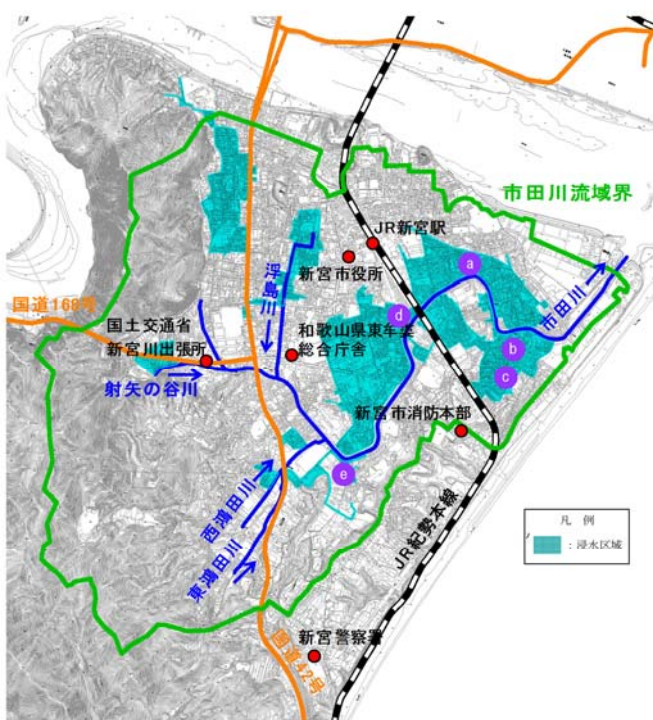 市田川流域界
JR新宮駅
新宮市役所
a
市田川
浮島川
国道168号
国土交通省
新宮川出張所
d
和歌山県東牟婁
総合庁舎
b
射矢の谷川
c
新宮市消防本部
e
西鴻田川
東鴻田川
JR紀勢本線
凡 例
：浸水区域
新宮警察署
国道42号